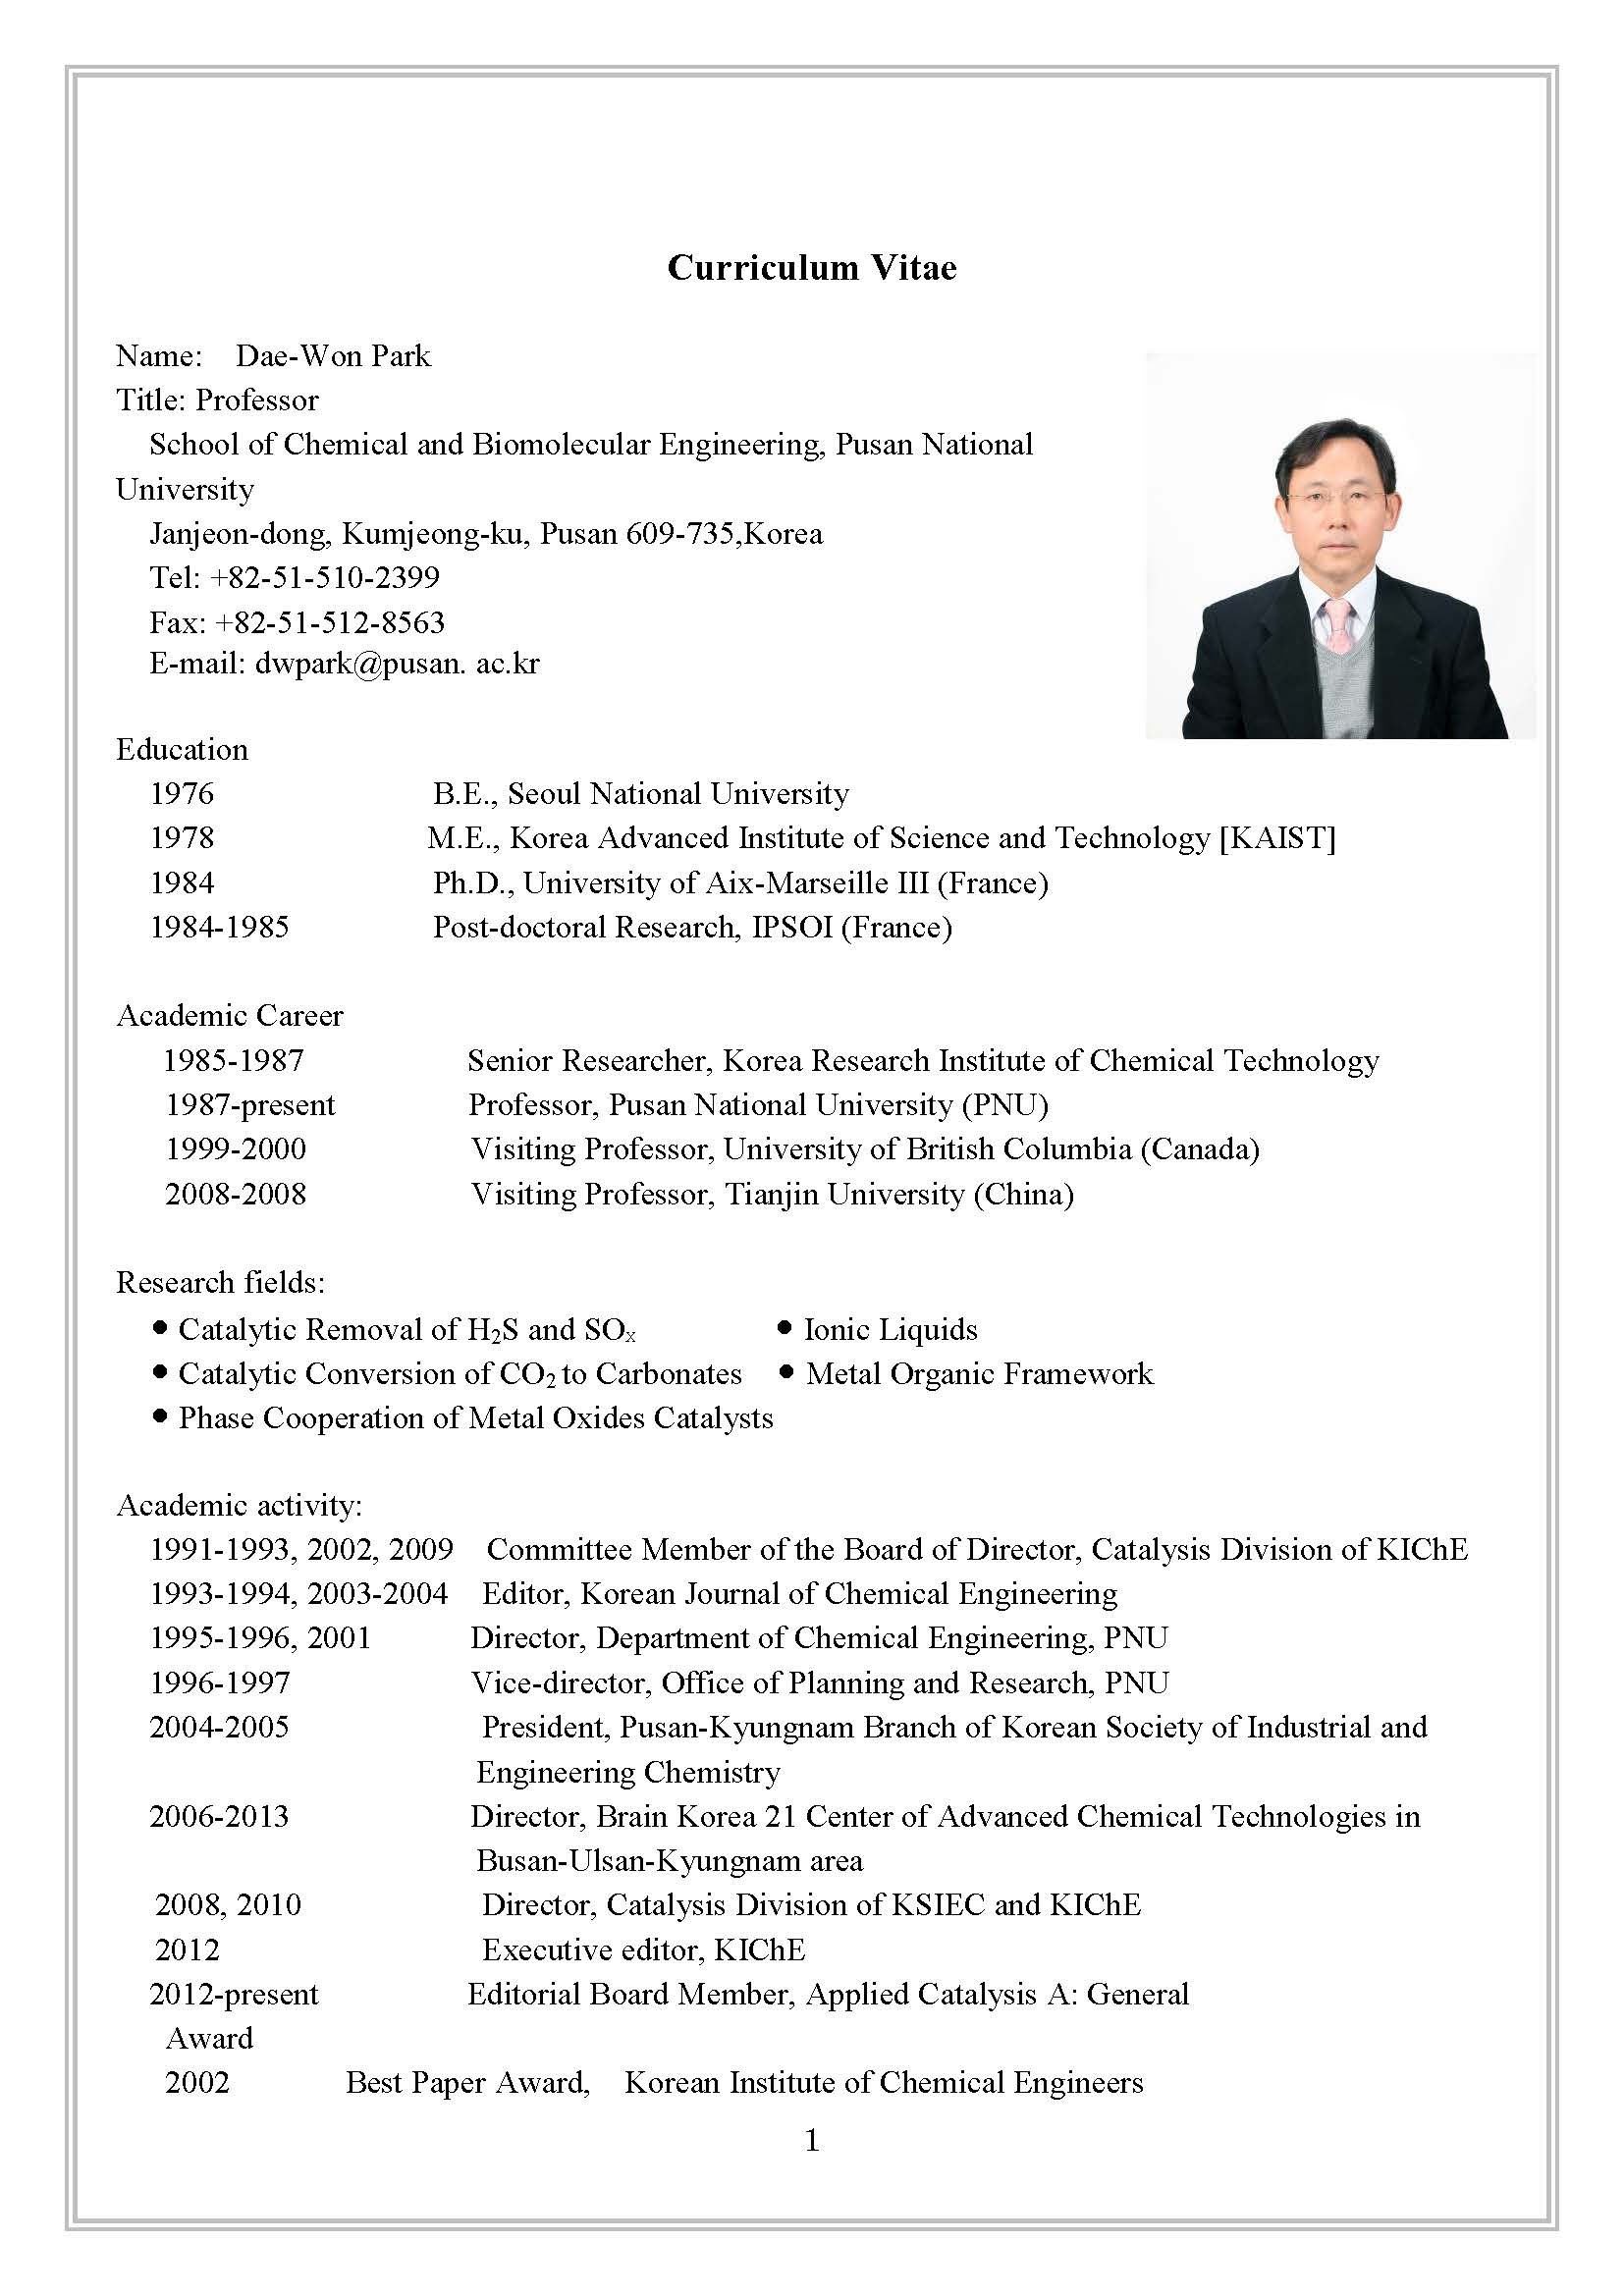 Curriculum Vitae
Name: Dae-Won Park
Title: Professor
School of Chemical and Biomolecular Engineering, Pusan National
University
Janjeon-dong, Kumjeong-ku, Pusan 609-735,Korea
Tel: +82-51-510-2399
Fax: +82-51-512-8563
E-mail: dwpark@pusan. ac.kr
Education
1976 B.E., Seoul National University
1978 M.E., Korea Advanced Institute of Science and Technology [KAIST]
1984 Ph.D., University of Aix-Marseille III (France)
1984-1985 Post-doctoral Research, IPSOI (France)
Academic Career
1985-1987 Senior Researcher, Korea Research Institute of Chemical Technology
1987-present Professor, Pusan National University (PNU)
1999-2000 Visiting Professor, University of British Columbia (Canada)
2008-2008 Visiting Professor, Tianjin University (China)
Research fields:
● Catalytic Removal of H₂S and SOₓ ● Ionic Liquids
● Catalytic Conversion of CO₂ to Carbonates ● Metal Organic Framework
● Phase Cooperation of Metal Oxides Catalysts
Academic activity:
1991-1993, 2002, 2009 Committee Member of the Board of Director, Catalysis Division of KIChE
1993-1994, 2003-2004 Editor, Korean Journal of Chemical Engineering
1995-1996, 2001 Director, Department of Chemical Engineering, PNU
1996-1997 Vice-director, Office of Planning and Research, PNU
2004-2005 President, Pusan-Kyungnam Branch of Korean Society of Industrial and
Engineering Chemistry
2006-2013 Director, Brain Korea 21 Center of Advanced Chemical Technologies in
Busan-Ulsan-Kyungnam area
2008, 2010 Director, Catalysis Division of KSIEC and KIChE
2012 Executive editor, KIChE
2012-present Editorial Board Member, Applied Catalysis A: General
Award
2002 Best Paper Award, Korean Institute of Chemical Engineers
1